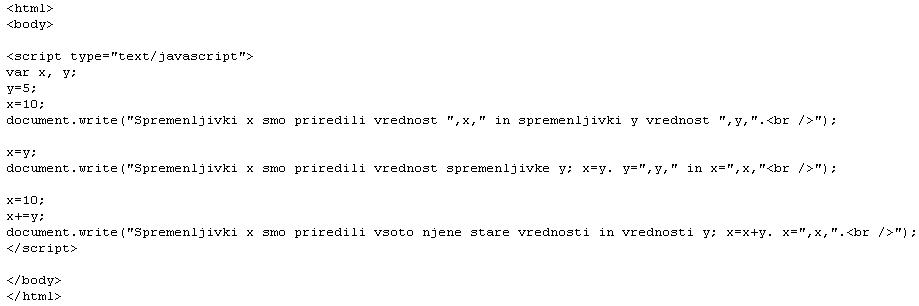 <html>
<body>

<script type="text/javascript">
var x, y;
y=5;
x=10;
document.write("Spremenljivki x smo priredili vrednost ",x," in spremenljivki y vrednost ",y,".<br />");

x=y;
document.write("Spremenljivki x smo priredili vrednost spremenljivke y; x=y. y=",y," in x=",x,"<br />");

x=10;
x+=y;
document.write("Spremenljivki x smo priredili vsoto njene stare vrednosti in vrednosti y; x=x+y. x=",x,".<br />");
</script>

</body>
</html>